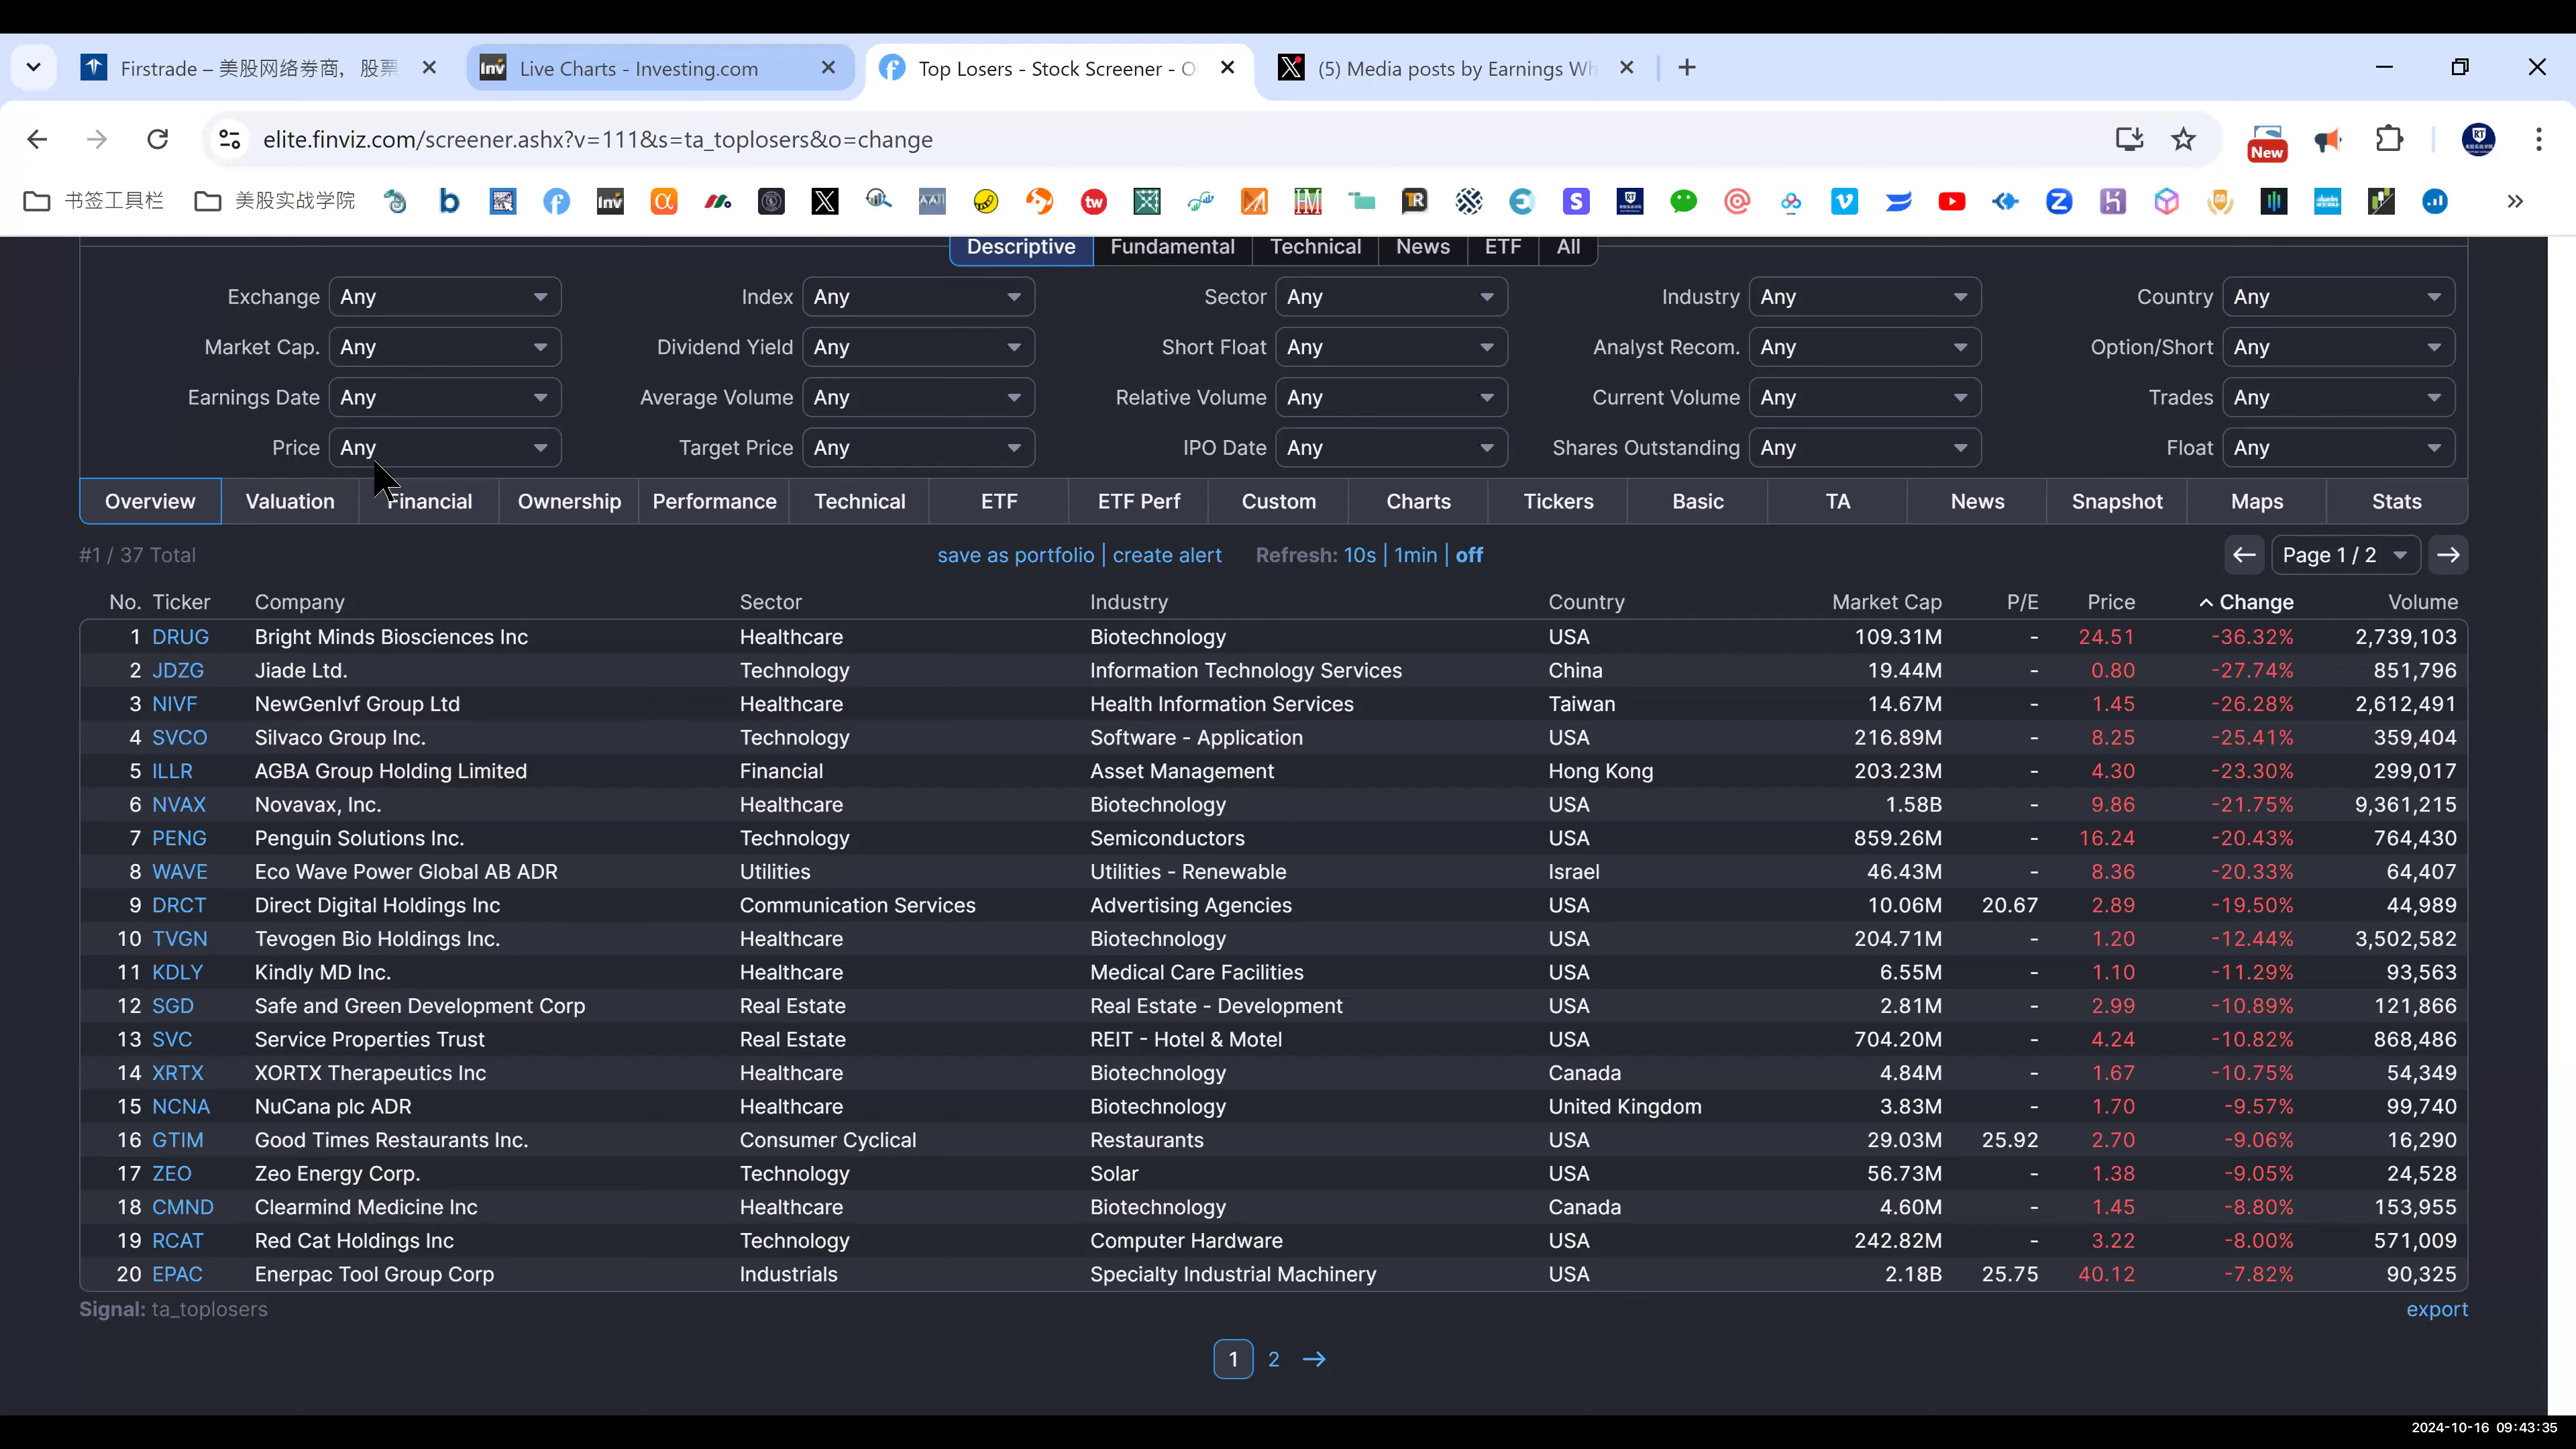 Firstrade – 美股网络券商，股票
Live Charts - Investing.com
Top Losers - Stock Screener - O
(5) Media posts by Earnings Wh
elite.finviz.com/screener.ashx?v=111&s=ta_toplosers&o=change
New
书签工具栏 美股实战学院
Descriptive Fundamental Technical News ETF All
Exchange Any Index Any Sector Any Industry Any Country Any
Market Cap. Any Dividend Yield Any Short Float Any Analyst Recom. Any Option/Short Any
Earnings Date Any Average Volume Any Relative Volume Any Current Volume Any Trades Any
Price Any Target Price Any IPO Date Any Shares Outstanding Any Float Any
Overview Valuation Financial Ownership Performance Technical ETF ETF Perf Custom Charts Tickers Basic TA News Snapshot Maps Stats
#1 / 37 Total save as portfolio | create alert Refresh: 10s | 1min | off Page 1 / 2
No. Ticker Company Sector Industry Country Market Cap P/E Price Change Volume
1 DRUG Bright Minds Biosciences Inc Healthcare Biotechnology USA 109.31M - 24.51 -36.32% 2,739,103
2 JDZG Jiade Ltd. Technology Information Technology Services China 19.44M - 0.80 -27.74% 851,796
3 NIVF NewGenIvf Group Ltd Healthcare Health Information Services Taiwan 14.67M - 1.45 -26.28% 2,612,491
4 SVCO Silvaco Group Inc. Technology Software - Application USA 216.89M - 8.25 -25.41% 359,404
5 ILLR AGBA Group Holding Limited Financial Asset Management Hong Kong 203.23M - 4.30 -23.30% 299,017
6 NVAX Novavax, Inc. Healthcare Biotechnology USA 1.58B - 9.86 -21.75% 9,361,215
7 PENG Penguin Solutions Inc. Technology Semiconductors USA 859.26M - 16.24 -20.43% 764,430
8 WAVE Eco Wave Power Global AB ADR Utilities Utilities - Renewable Israel 46.43M - 8.36 -20.33% 64,407
9 DRCT Direct Digital Holdings Inc Communication Services Advertising Agencies USA 10.06M 20.67 2.89 -19.50% 44,989
10 TVGN Tevogen Bio Holdings Inc. Healthcare Biotechnology USA 204.71M - 1.20 -12.44% 3,502,582
11 KDLY Kindly MD Inc. Healthcare Medical Care Facilities USA 6.55M - 1.10 -11.29% 93,563
12 SGD Safe and Green Development Corp Real Estate Real Estate - Development USA 2.81M - 2.99 -10.89% 121,866
13 SVC Service Properties Trust Real Estate REIT - Hotel & Motel USA 704.20M - 4.24 -10.82% 868,486
14 XRTX XORTX Therapeutics Inc Healthcare Biotechnology Canada 4.84M - 1.67 -10.75% 54,349
15 NCNA NuCana plc ADR Healthcare Biotechnology United Kingdom 3.83M - 1.70 -9.57% 99,740
16 GTIM Good Times Restaurants Inc. Consumer Cyclical Restaurants USA 29.03M 25.92 2.70 -9.06% 16,290
17 ZEO Zeo Energy Corp. Technology Solar USA 56.73M - 1.38 -9.05% 24,528
18 CMND Clearmind Medicine Inc Healthcare Biotechnology Canada 4.60M - 1.45 -8.80% 153,955
19 RCAT Red Cat Holdings Inc Technology Computer Hardware USA 242.82M - 3.22 -8.00% 571,009
20 EPAC Enerpac Tool Group Corp Industrials Specialty Industrial Machinery USA 2.18B 25.75 40.12 -7.82% 90,325
Signal: ta_toplosers export
1 2
2024-10-16 09:43:35